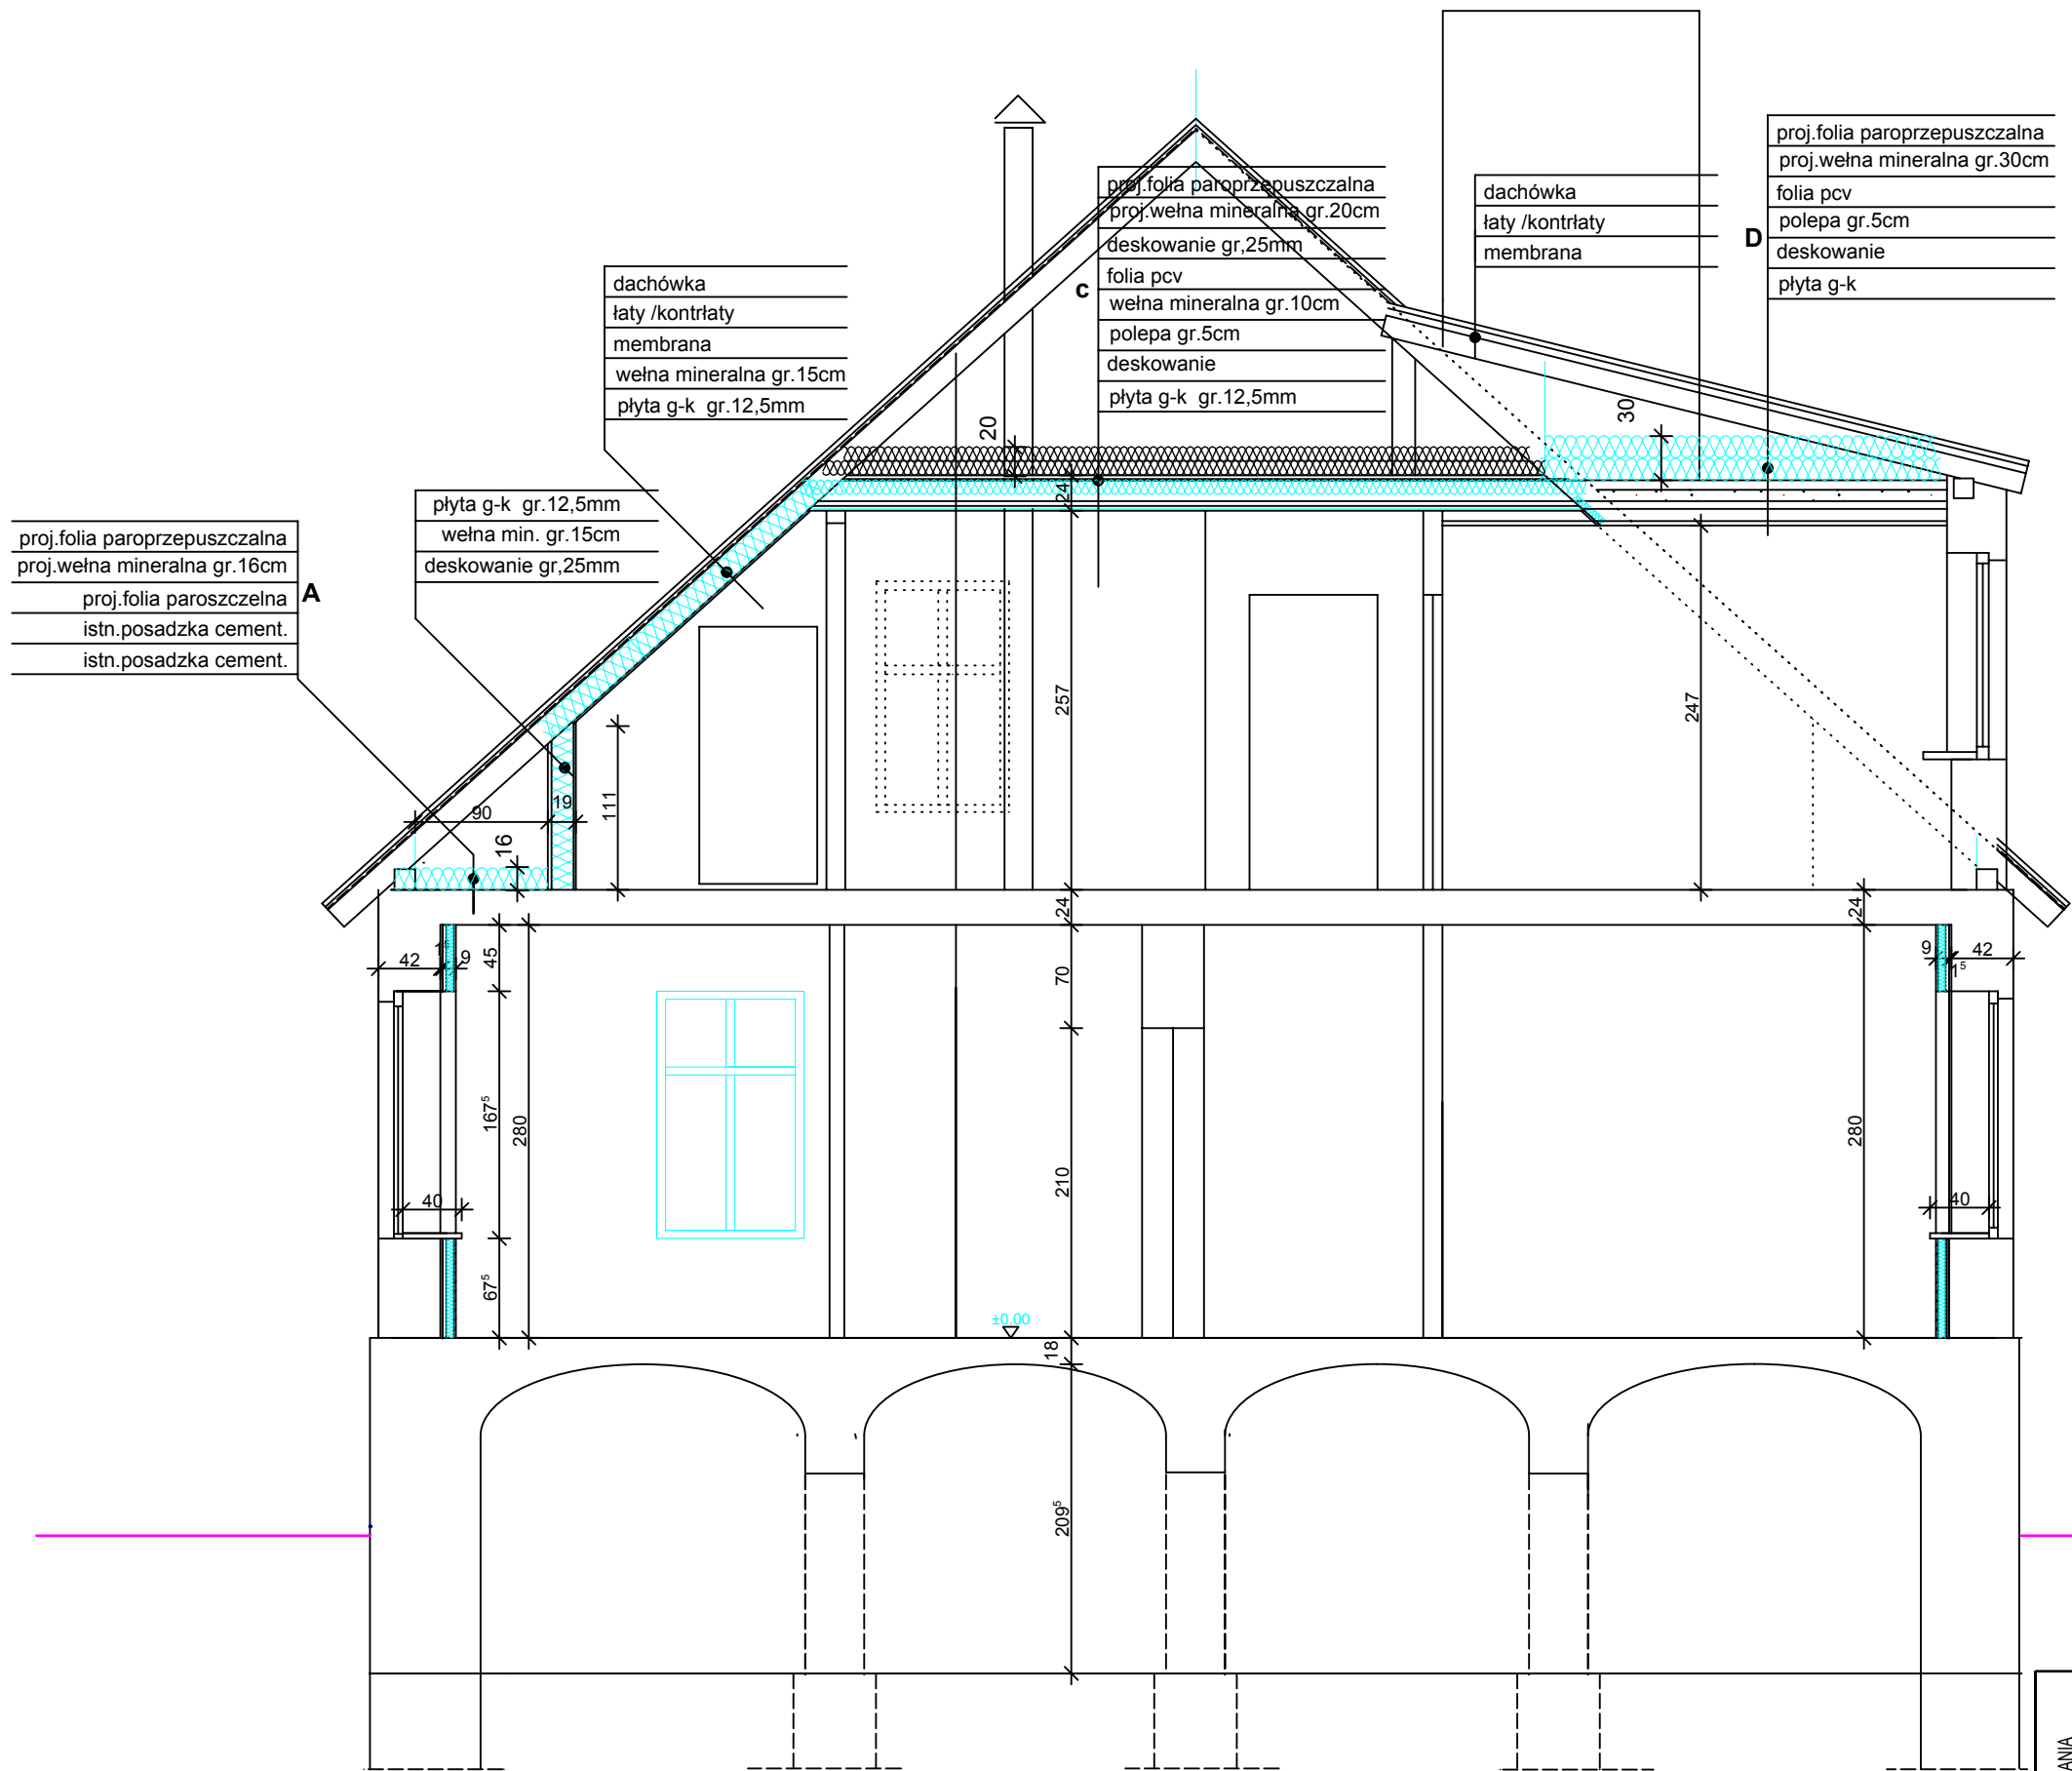 proj.folia paroprzepuszczalna
proj.wełna mineralna gr.30cm
folia pcv
polepa gr.5cm
deskowanie
płyta g-k
D
dachówka
łaty /kontrłaty
membrana
proj.folia paroprzepuszczalna
proj.wełna mineralna gr.20cm
deskowanie gr,25mm
folia pcv
wełna mineralna gr.10cm
polepa gr.5cm
deskowanie
płyta g-k gr.12,5mm
c
dachówka
łaty /kontrłaty
membrana
wełna mineralna gr.15cm
płyta g-k gr.12,5mm
płyta g-k gr.12,5mm
wełna min. gr.15cm
deskowanie gr,25mm
proj.folia paroprzepuszczalna
proj.wełna mineralna gr.16cm
proj.folia paroszczelna
istn.posadzka cement.
istn.posadzka cement.
A
20
30
24
257
247
90
19
111
16
24
24
42
9
45
70
9
1⁵
42
167⁵
280
210
280
40
40
67⁵
±0.00
18
209⁵
ANIA